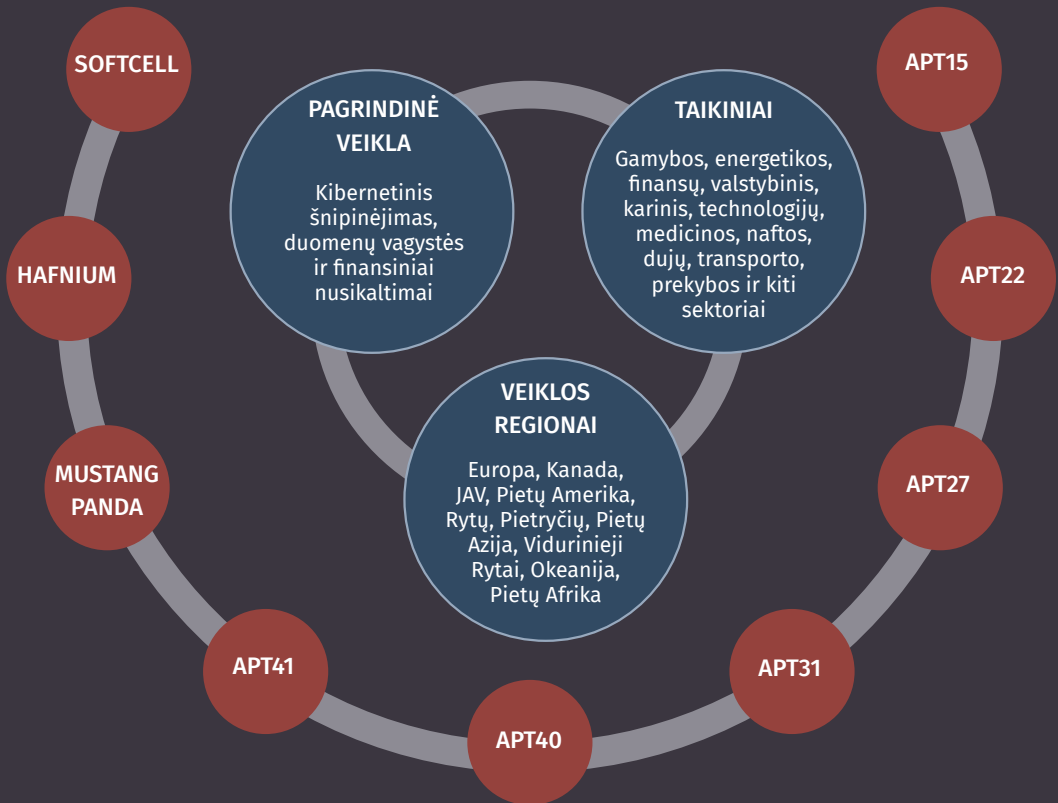 SOFTCELL
APT15
PAGRINDINĖ
VEIKLA
Kibernetinis
šnipinėjimas,
duomenų vagystės
ir finansiniai
nusikaltimai
TAIKINIAI
Gamybos, energetikos,
finansų, valstybinis,
karinis, technologijų,
medicinos, naftos,
dujų, transporto,
prekybos ir kiti
sektoriai
HAFNIUM
APT22
VEIKLOS
REGIONAI
Europa, Kanada,
JAV, Pietų Amerika,
Rytų, Pietryčių, Pietų
Azija, Vidurinieji
Rytai, Okeanija,
Pietų Afrika
MUSTANG
PANDA
APT27
APT41
APT31
APT40